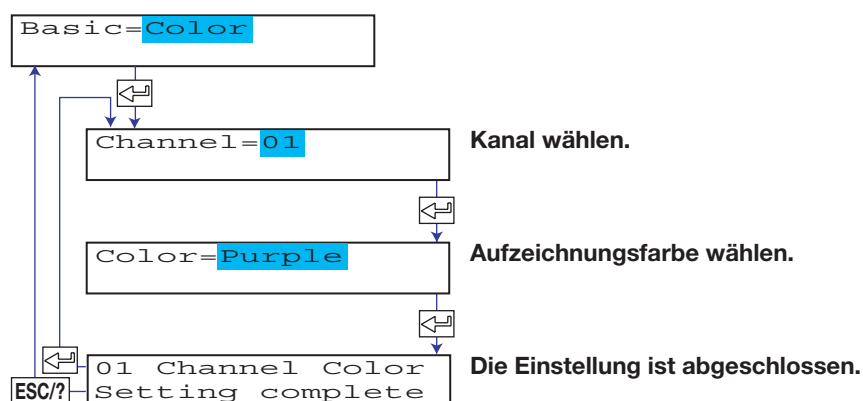 Basic=Color
Channel=01
Kanal wählen.
Color=Purple
Aufzeichnungsfarbe wählen.
01 Channel Color
Setting complete
Die Einstellung ist abgeschlossen.
ESC/?